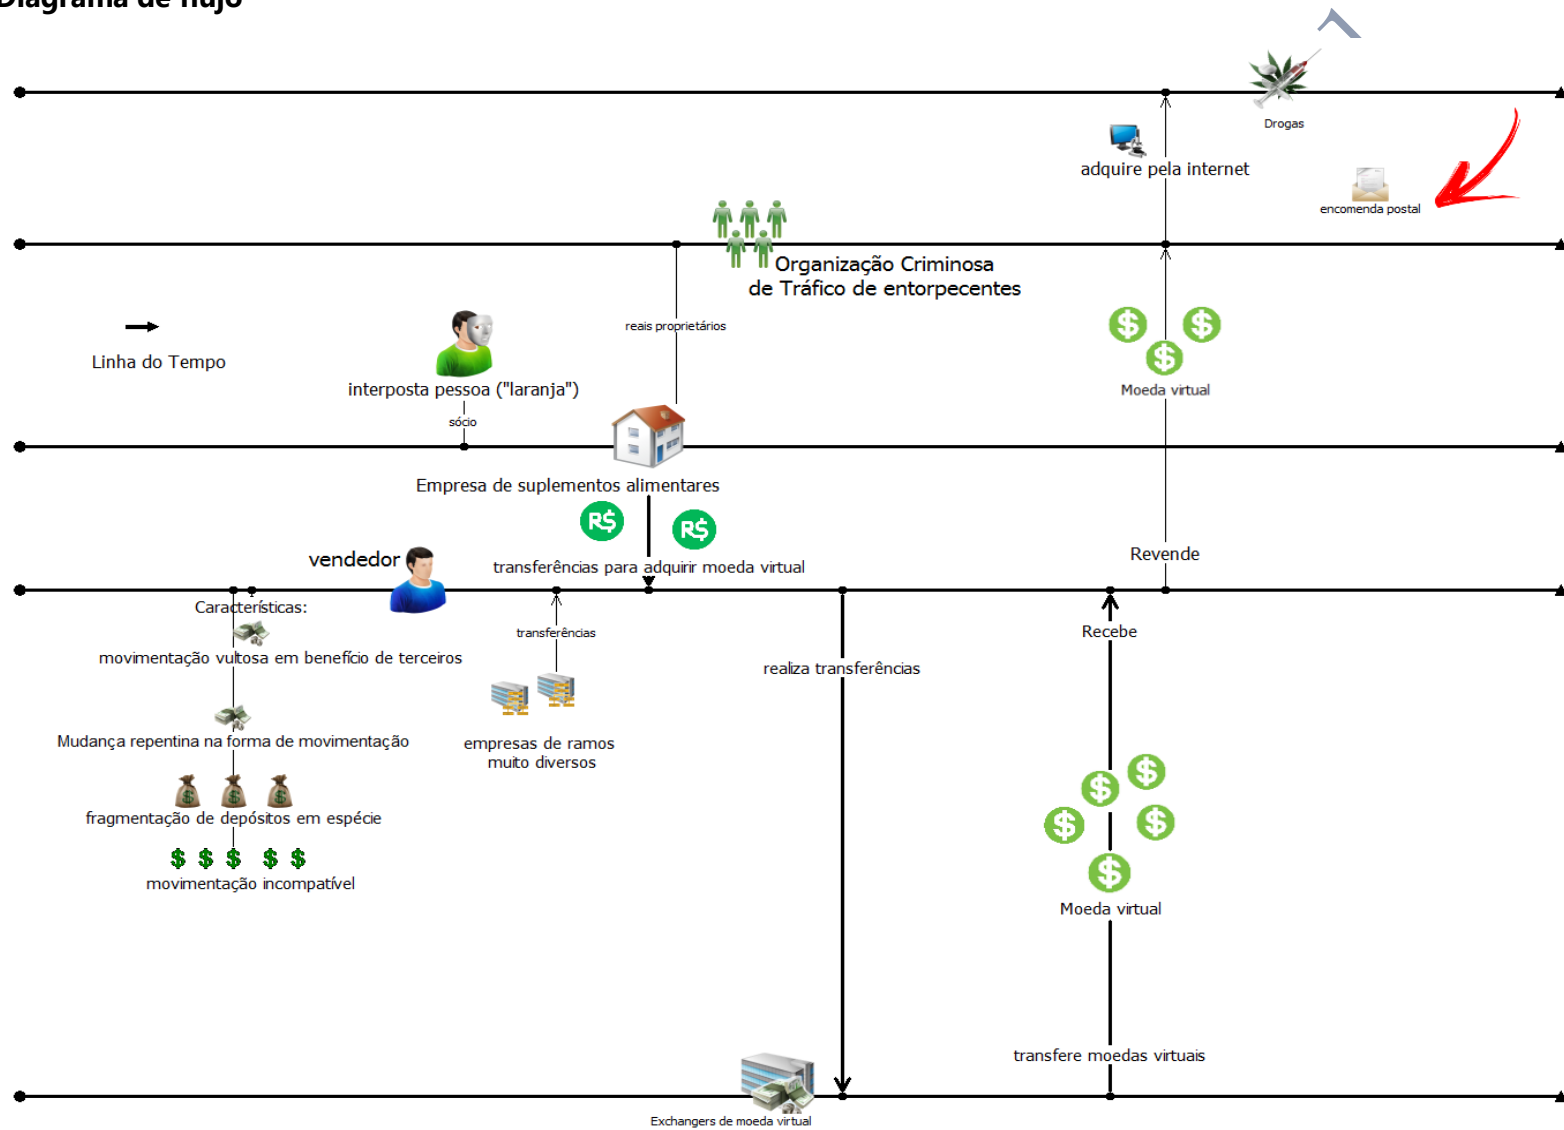 Diagrama de flujo
Drogas
adquire pela internet
encomenda postal
Organização Criminosa
de Tráfico de entorpecentes
reais proprietários
Linha do Tempo
interposta pessoa ("laranja")
Moeda virtual
sócio
Empresa de suplementos alimentares
R$ R$
vendedor
transferências para adquirir moeda virtual
Revende
Características:
transferências
Recebe
movimentação vultosa em benefício de terceiros
realiza transferências
Mudança repentina na forma de movimentação
empresas de ramos
muito diversos
fragmentação de depósitos em espécie
movimentação incompatível
Moeda virtual
transfere moedas virtuais
Exchangers de moeda virtual